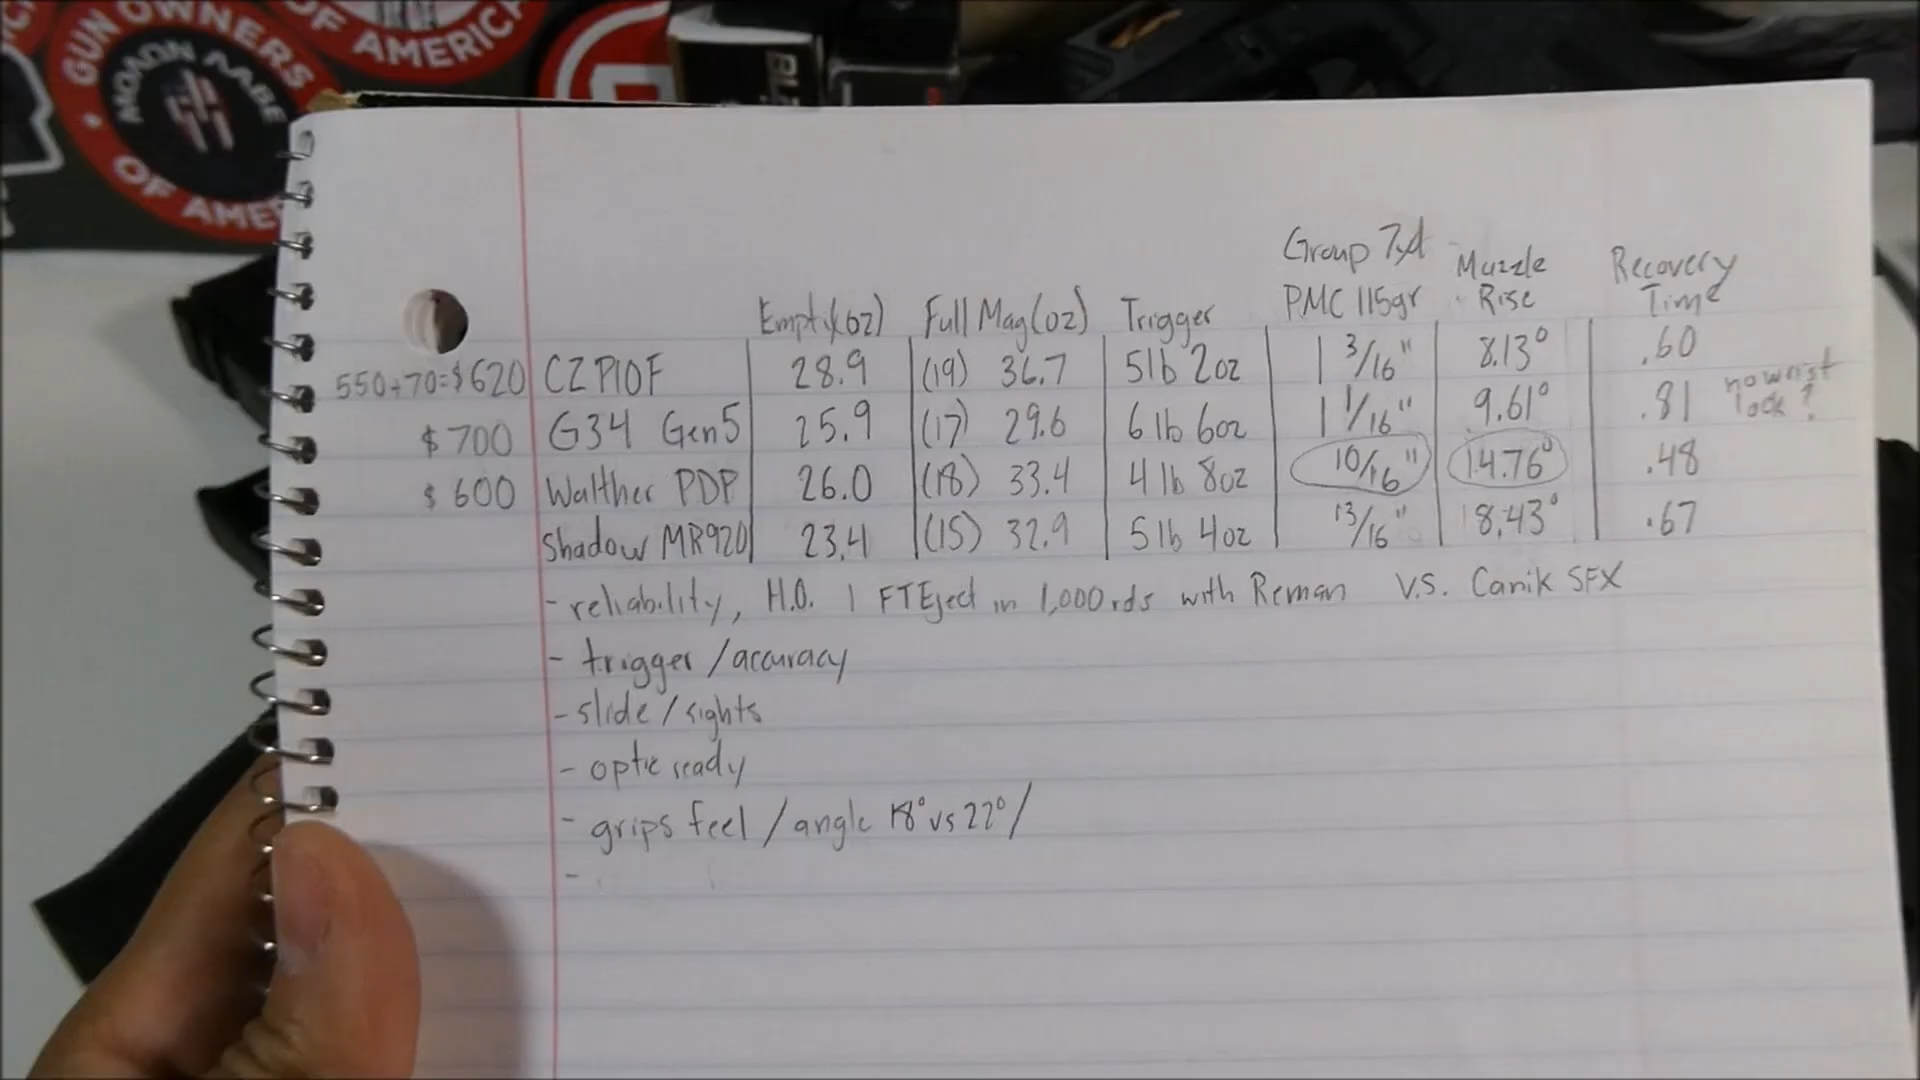 GUN OWNERS
MOLON LABE
OF AMERICA
OF AME
Group 7yd
Muzzle
Rise
Recovery
Time
Empty(oz)
Full Mag(oz)
Trigger
PMC 115gr
550+70=$620 CZ P10F 28.9 (19) 36.7 5lb 2oz 1 3/16" 8.13° .60
$700 G34 Gen5 25.9 (17) 29.6 6lb 6oz 1 1/16" 9.61° .81 no wrist
lock?
$600 Walther PDP 26.0 (18) 33.4 4lb 8oz 10/16" 14.76° .48
Shadow MR920 23.4 (15) 32.9 5lb 4oz 13/16" 8.43° .67
- reliability, H.O. 1 FTEject in 1,000rds with Reman V.S. Canik SFX
- trigger/accuracy
- slide/sights
- optic ready
- grips feel / angle 18° vs 22° /
-